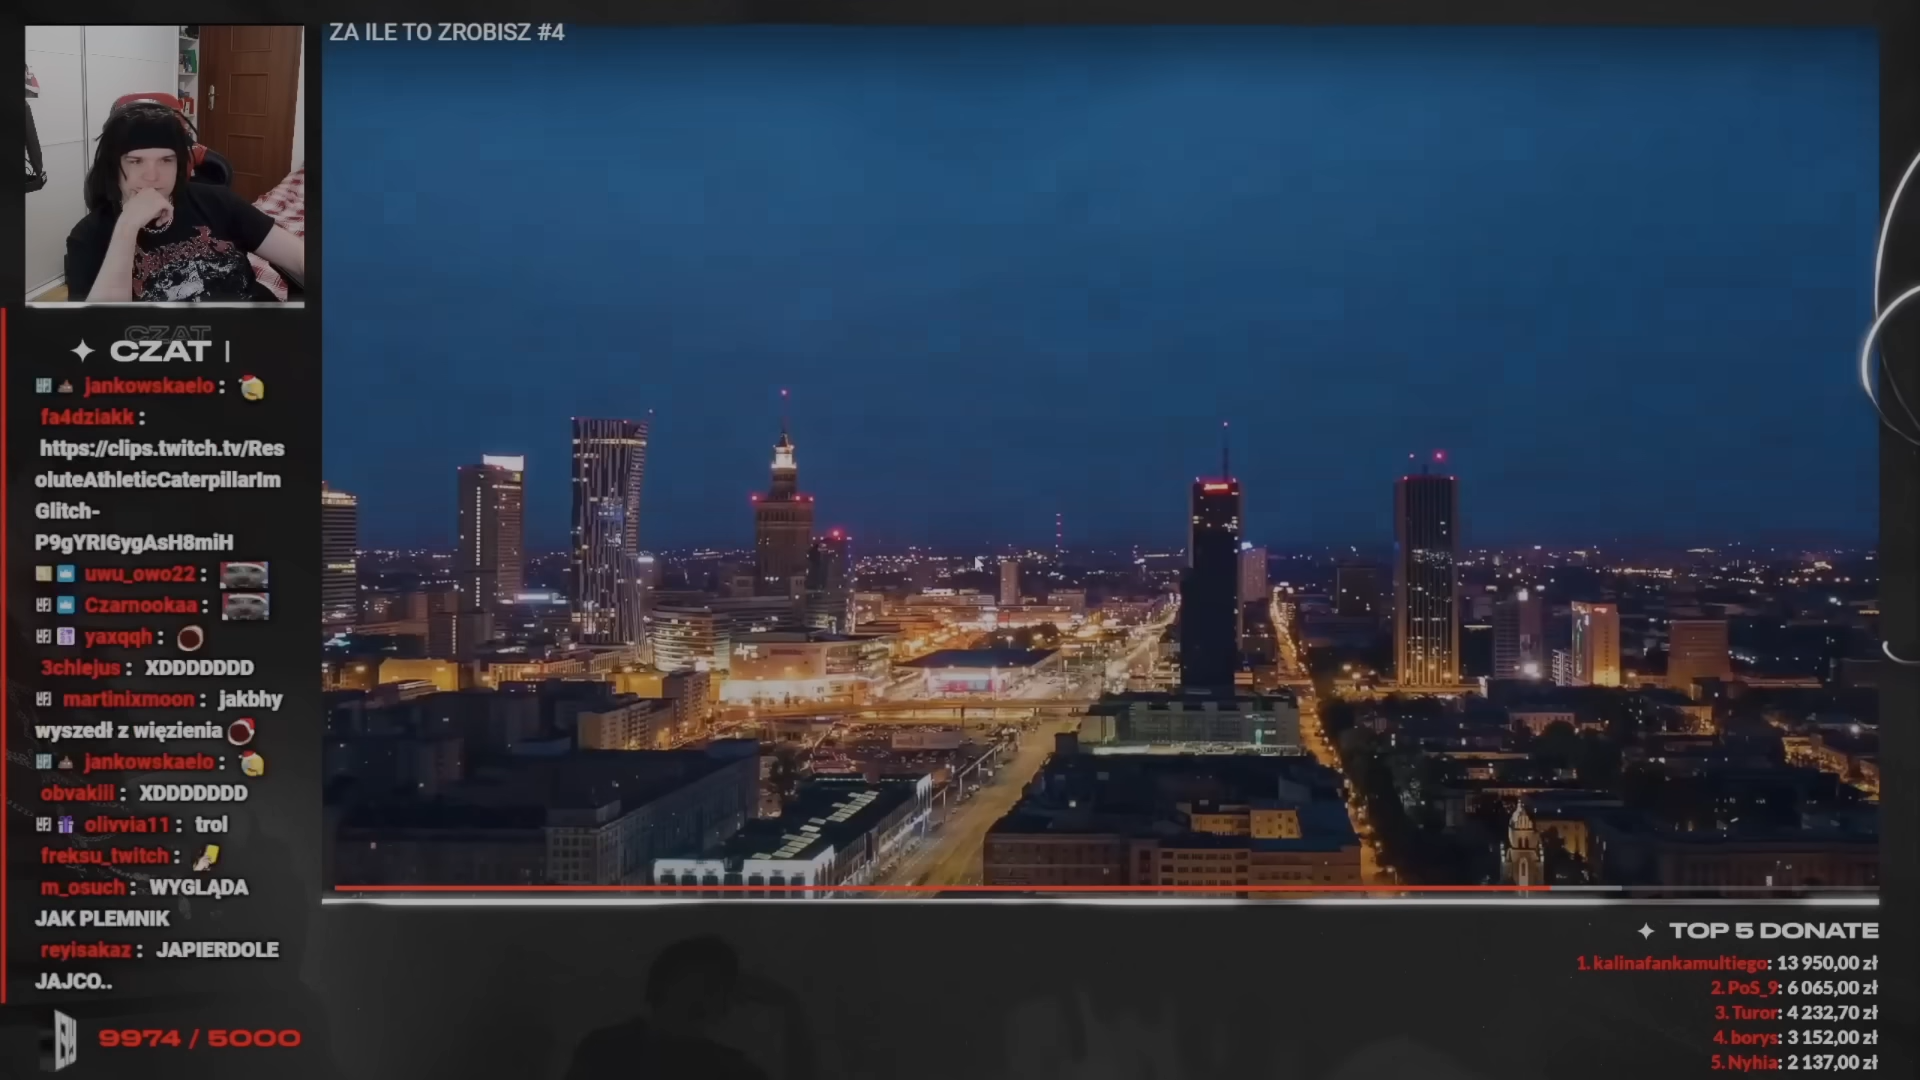 ZA ILE TO ZROBISZ #4
CZAT
CZAT |
jankowskaelo :
fa4dziakk :
https://clips.twitch.tv/Res
oluteAthleticCaterpillarIm
Glitch-
P9gYRIGygAsH8miH
uwu_owo22 :
Czarnookaa :
yaxqqh :
3chlejus : XDDDDDDD
martinixmoon : jakbhy
wyszedł z więzienia
jankowskaelo :
obvakiii : XDDDDDDD
olivvia11 : trol
freksu_twitch :
m_osuch : WYGLĄDA
JAK PLEMNIK
reyisakaz : JAPIERDOLE
JAJCO..
9974 / 5000
TOP 5 DONATE
1. kalinafankamultiego: 13 950,00 zł
2. PoS_9: 6 065,00 zł
3. Turor: 4 232,70 zł
4. borys: 3 152,00 zł
5. Nyhia: 2 137,00 zł